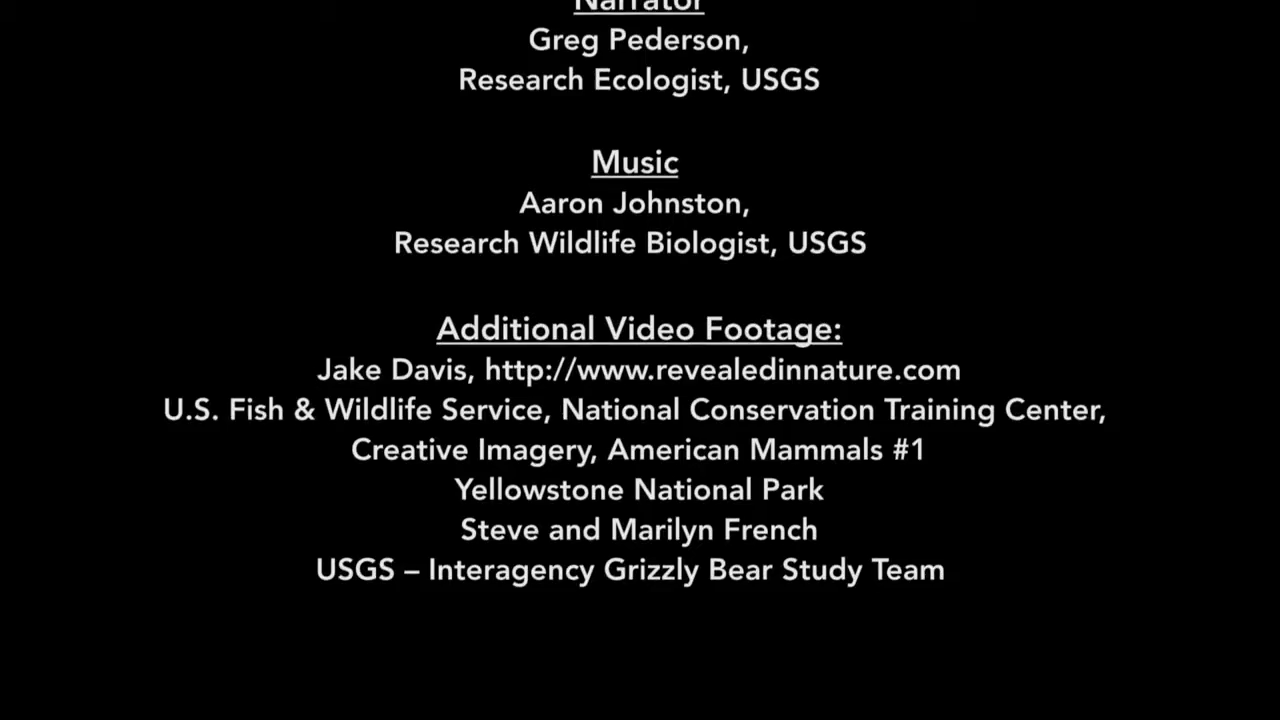 Narrator
Greg Pederson,
Research Ecologist, USGS
Music
Aaron Johnston,
Research Wildlife Biologist, USGS
Additional Video Footage:
Jake Davis, http://www.revealedinnature.com
U.S. Fish & Wildlife Service, National Conservation Training Center,
Creative Imagery, American Mammals #1
Yellowstone National Park
Steve and Marilyn French
USGS – Interagency Grizzly Bear Study Team